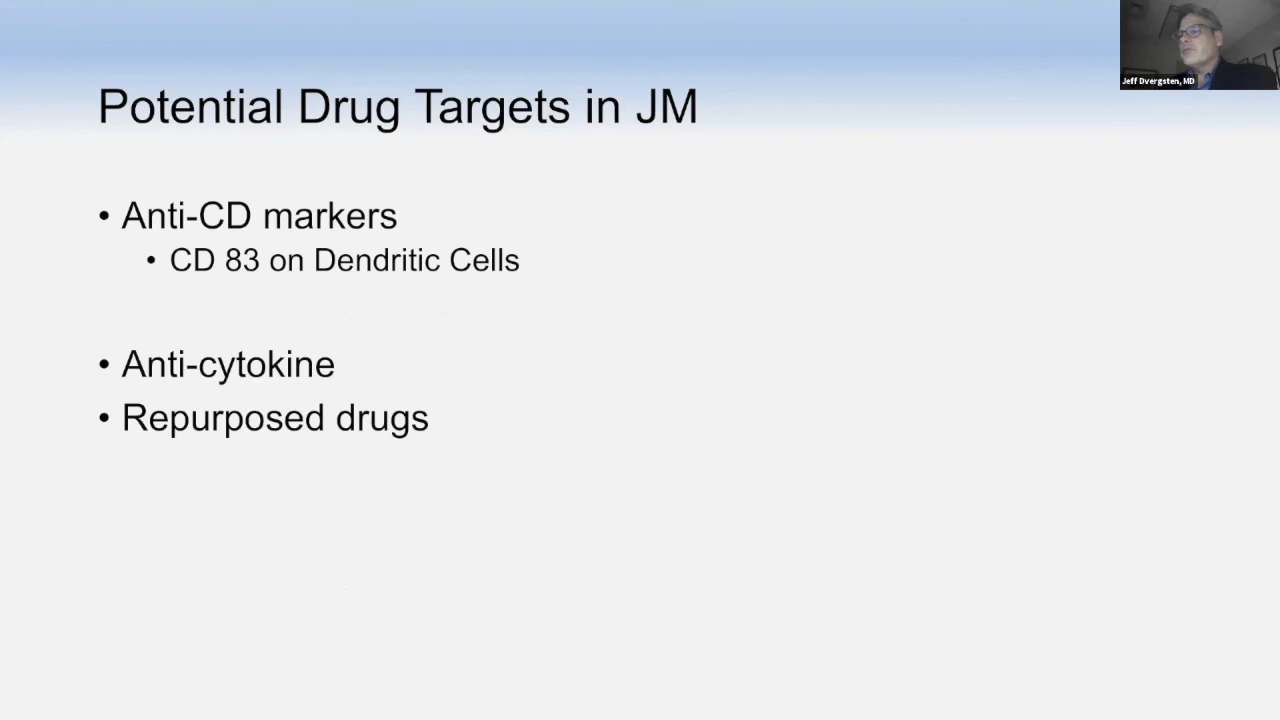 Jeff Dvergsten, MD
Potential Drug Targets in JM
• Anti-CD markers
• CD 83 on Dendritic Cells
• Anti-cytokine
• Repurposed drugs